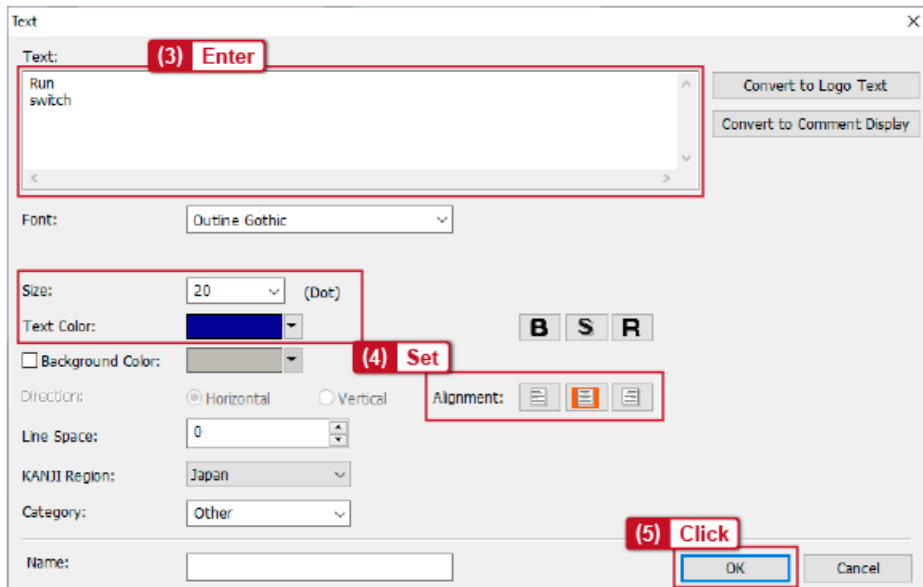 Text
Text:
(3) Enter
Run
switch
Convert to Logo Text
Convert to Comment Display
Font:
Outline Gothic
Size:
20
(Dot)
Text Color:
B S R
Background Color:
(4) Set
Direction:
Horizontal
Vertical
Alignment:
Line Space:
0
KANJI Region:
Japan
Category:
Other
(5) Click
Name:
OK
Cancel